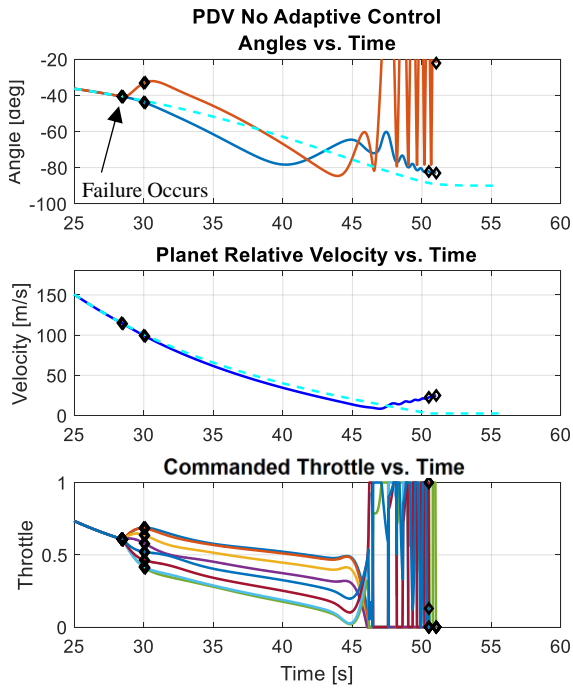 PDV No Adaptive Control
Angles vs. Time
Angle [deg]
-20
-40
-60
-80
-100
Failure Occurs
25 30 35 40 45 50 55 60
Planet Relative Velocity vs. Time
Velocity [m/s]
150
100
50
0
25 30 35 40 45 50 55 60
Commanded Throttle vs. Time
Throttle
1
0.5
0
25 30 35 40 45 50 55 60
Time [s]